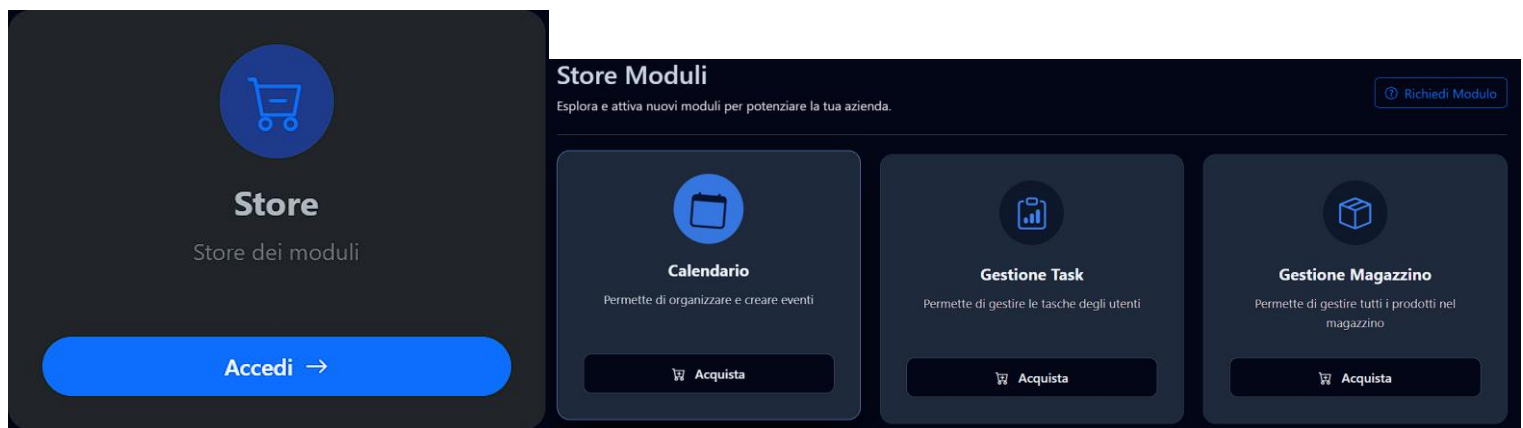 Store
Store dei moduli
Accedi →
Store Moduli
Esplora e attiva nuovi moduli per potenziare la tua azienda.
Richiedi Modulo
Calendario
Permette di organizzare e creare eventi
Acquista
Gestione Task
Permette di gestire le tasche degli utenti
Acquista
Gestione Magazzino
Permette di gestire tutti i prodotti nel
magazzino
Acquista